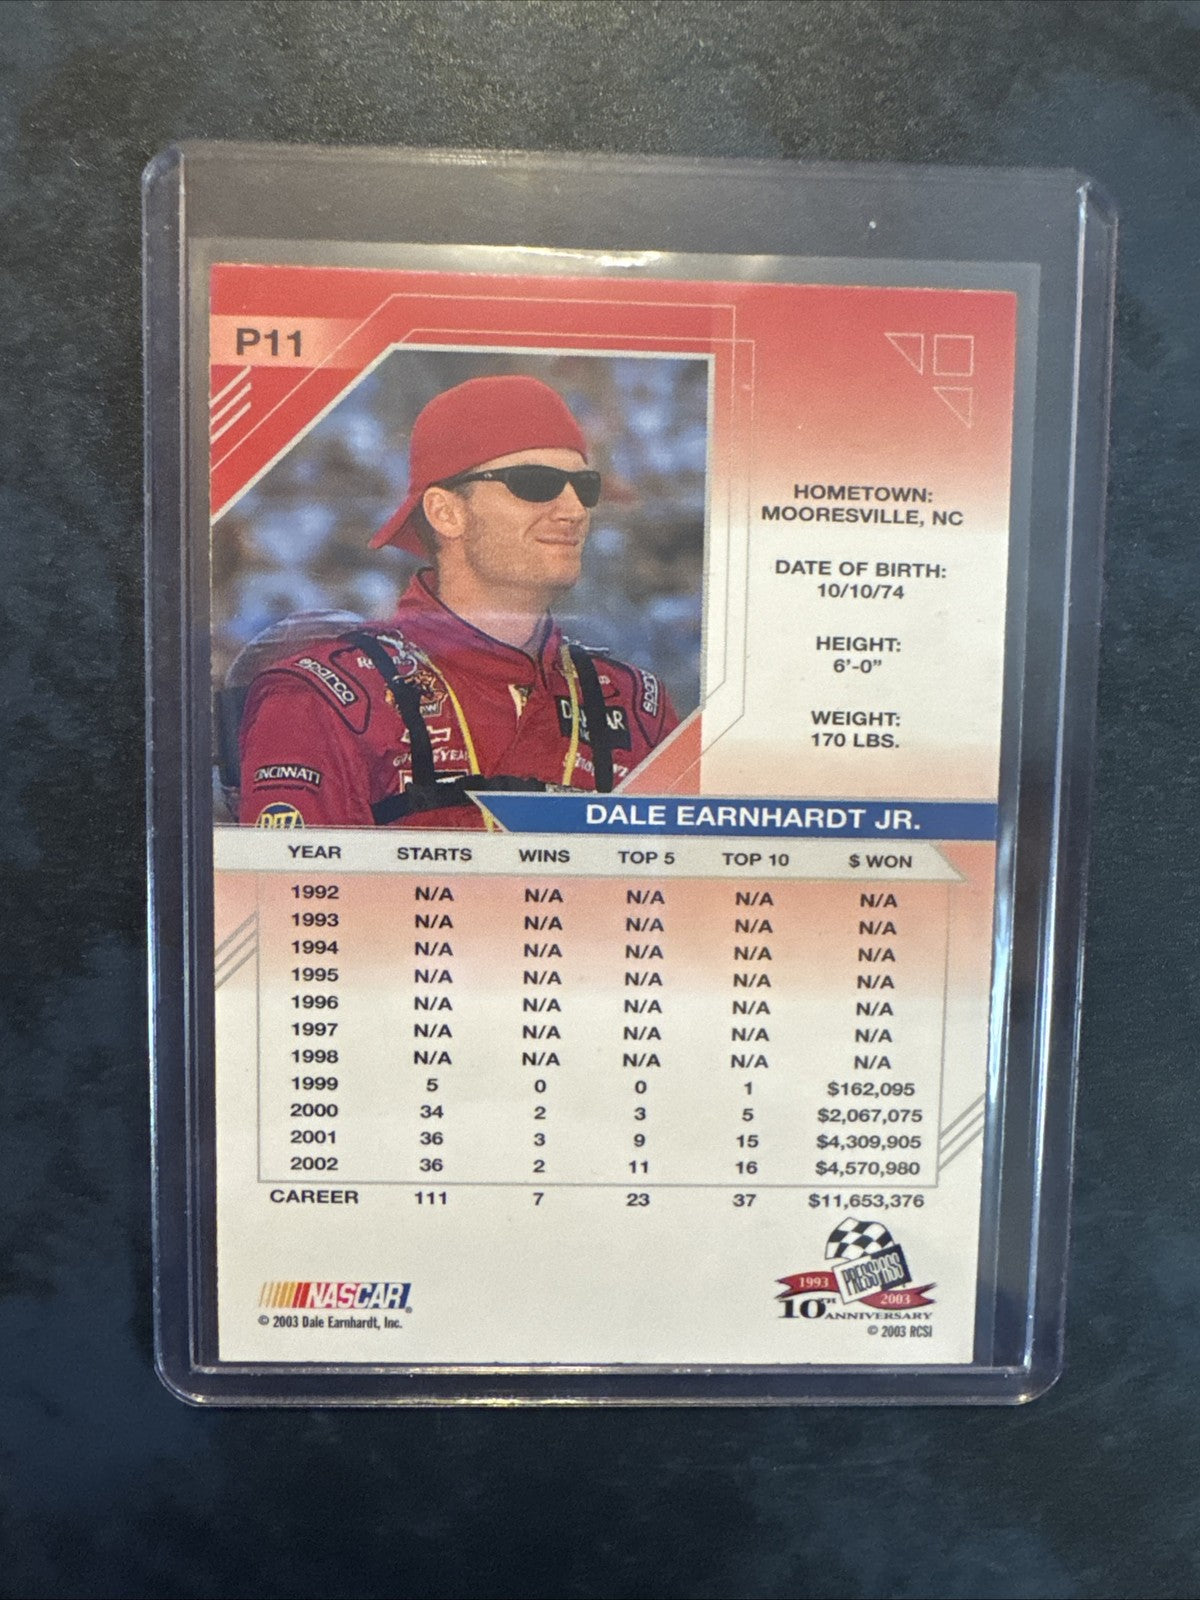 P11
HOMETOWN:
MOORESVILLE, NC
DATE OF BIRTH:
10/10/74
HEIGHT:
6'-0"
WEIGHT:
170 LBS.
sparco
CINCINNATI
RITZ
DALE EARNHARDT JR.
YEAR STARTS WINS TOP 5 TOP 10 $ WON
1992 N/A N/A N/A N/A N/A
1993 N/A N/A N/A N/A N/A
1994 N/A N/A N/A N/A N/A
1995 N/A N/A N/A N/A N/A
1996 N/A N/A N/A N/A N/A
1997 N/A N/A N/A N/A N/A
1998 N/A N/A N/A N/A N/A
1999 5 0 0 1 $162,095
2000 34 2 3 5 $2,067,075
2001 36 3 9 15 $4,309,905
2002 36 2 11 16 $4,570,980
CAREER 111 7 23 37 $11,653,376
NASCAR
© 2003 Dale Earnhardt, Inc.
PRESS PASS
1993
2003
10TH ANNIVERSARY
© 2003 RCSI